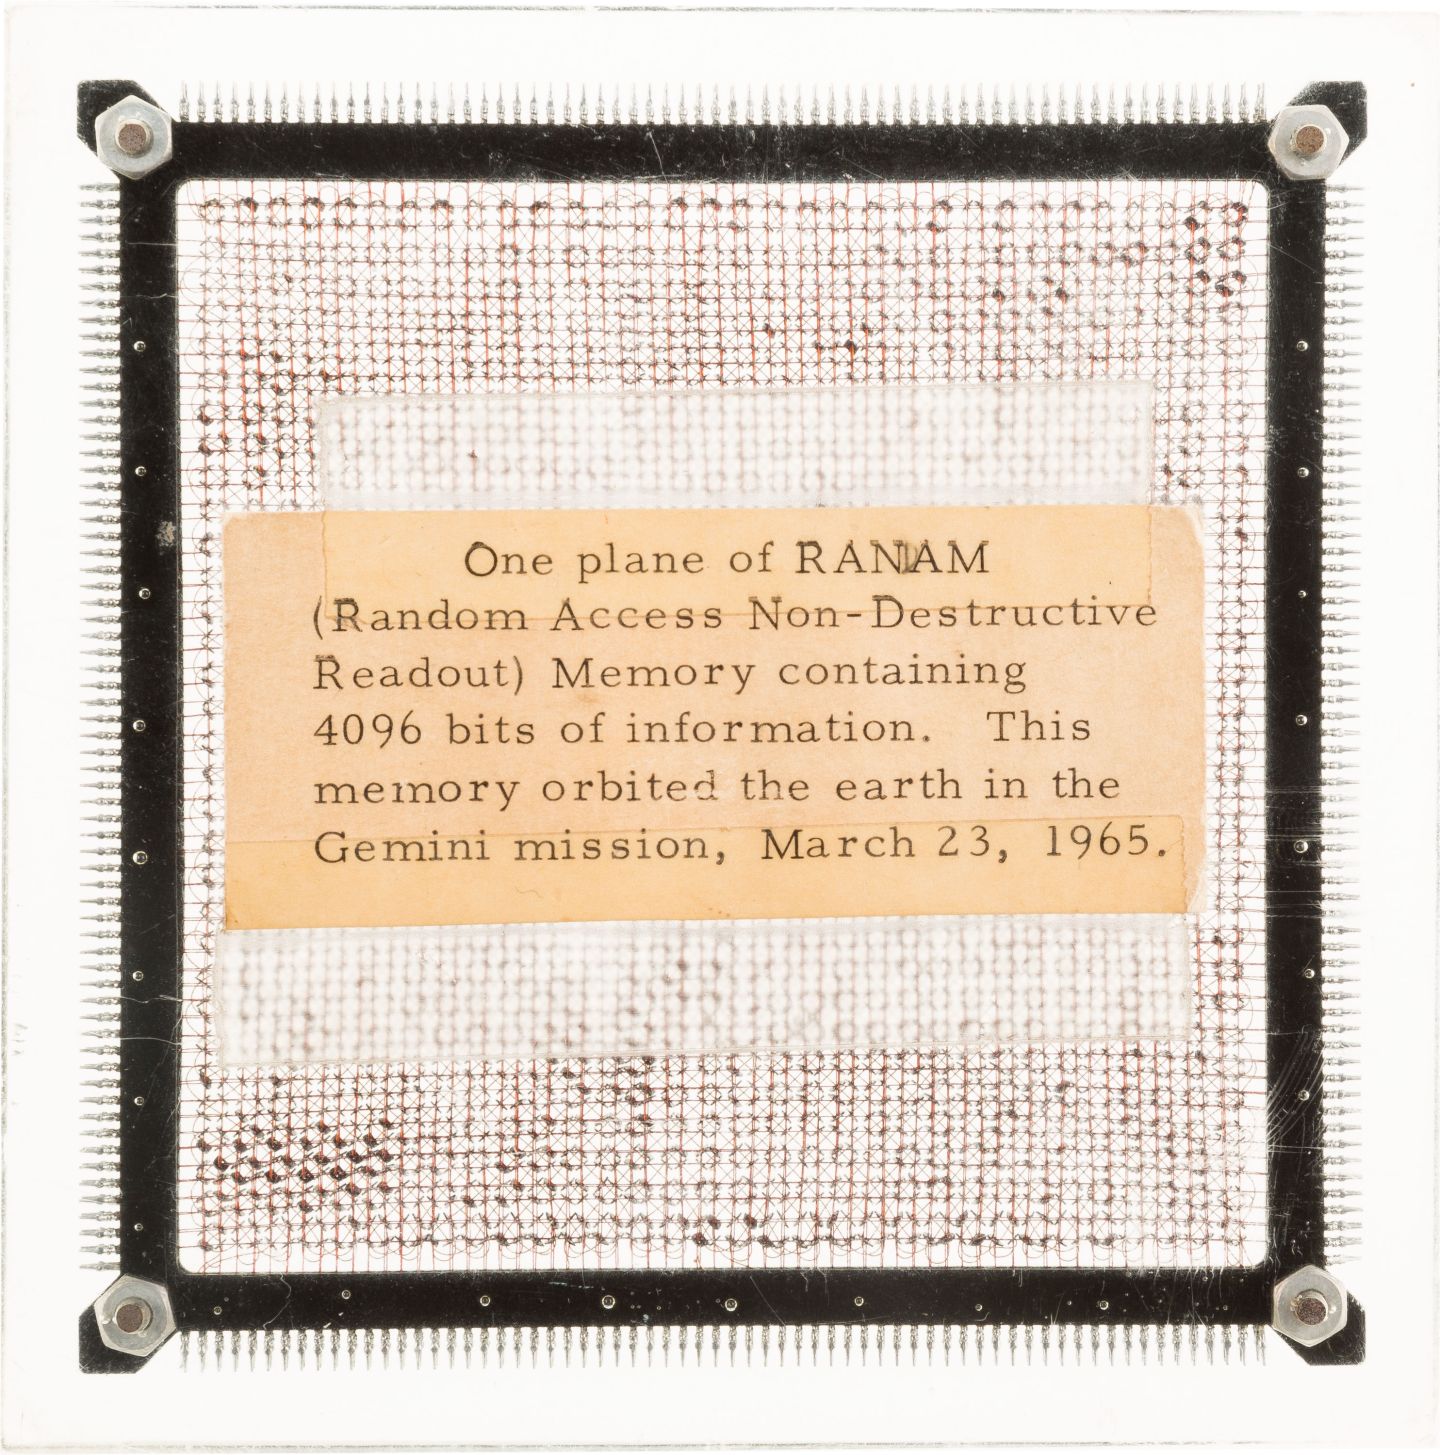 One plane of RANAM
(Random Access Non-Destructive
Readout) Memory containing
4096 bits of information. This
memory orbited the earth in the
Gemini mission, March 23, 1965.